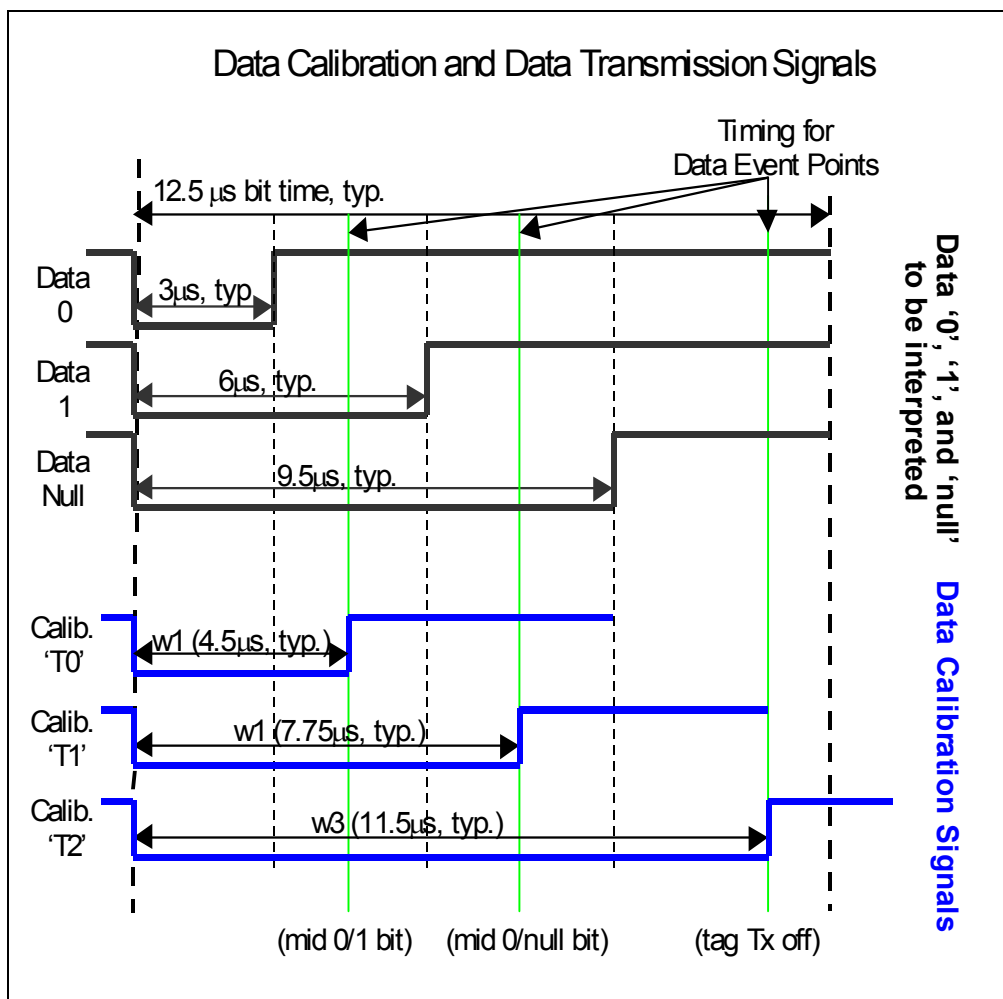 Data Calibration and Data Transmission Signals
Timing for
Data Event Points
12.5 µs bit time, typ.
Data
0
3µs, typ
Data
1
6µs, typ.
Data
Null
9.5µs, typ.
Data ‘0’, ‘1’, and ‘null’
to be interpreted
Calib.
‘T0’
w1 (4.5µs, typ.)
Calib.
‘T1’
w1 (7.75µs, typ.)
Calib.
‘T2’
w3 (11.5µs, typ.)
Data Calibration Signals
(mid 0/1 bit)
(mid 0/null bit)
(tag Tx off)